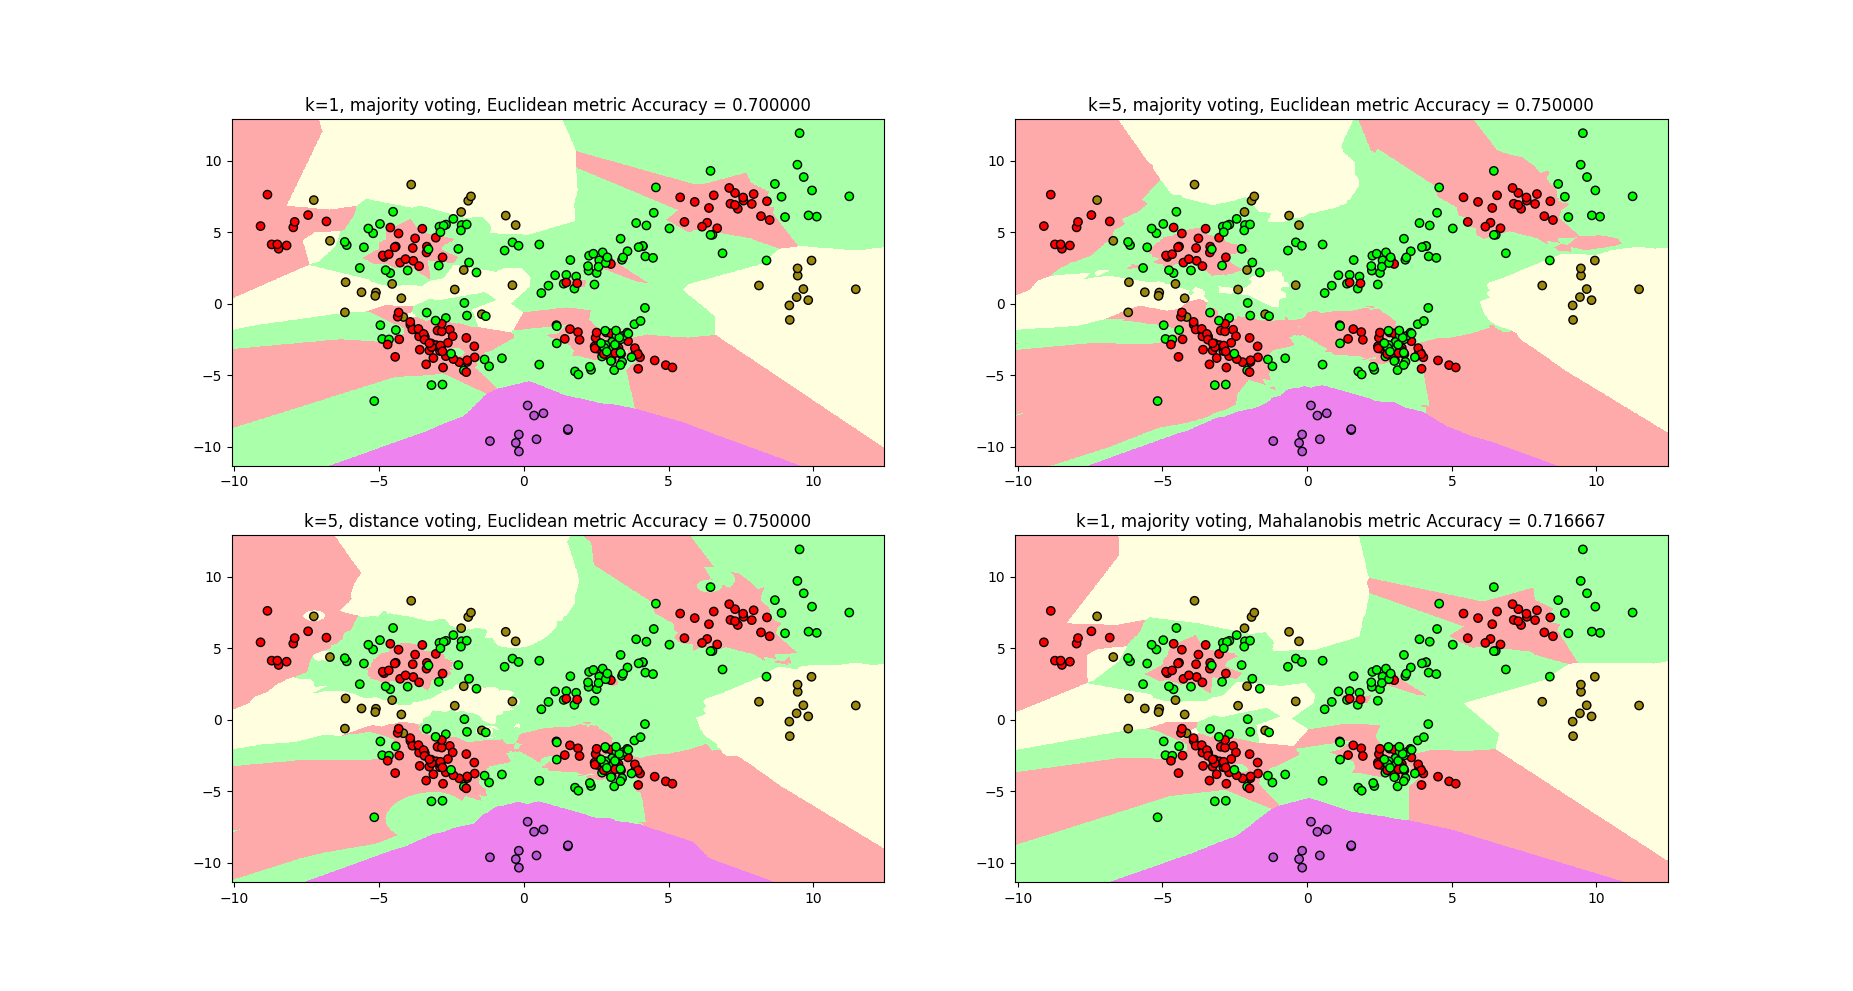 k=1, majority voting, Euclidean metric Accuracy = 0.700000
10
5
0
−5
−10
−10 −5 0 5 10
k=5, majority voting, Euclidean metric Accuracy = 0.750000
10
5
0
−5
−10
−10 −5 0 5 10
k=5, distance voting, Euclidean metric Accuracy = 0.750000
10
5
0
−5
−10
−10 −5 0 5 10
k=1, majority voting, Mahalanobis metric Accuracy = 0.716667
10
5
0
−5
−10
−10 −5 0 5 10